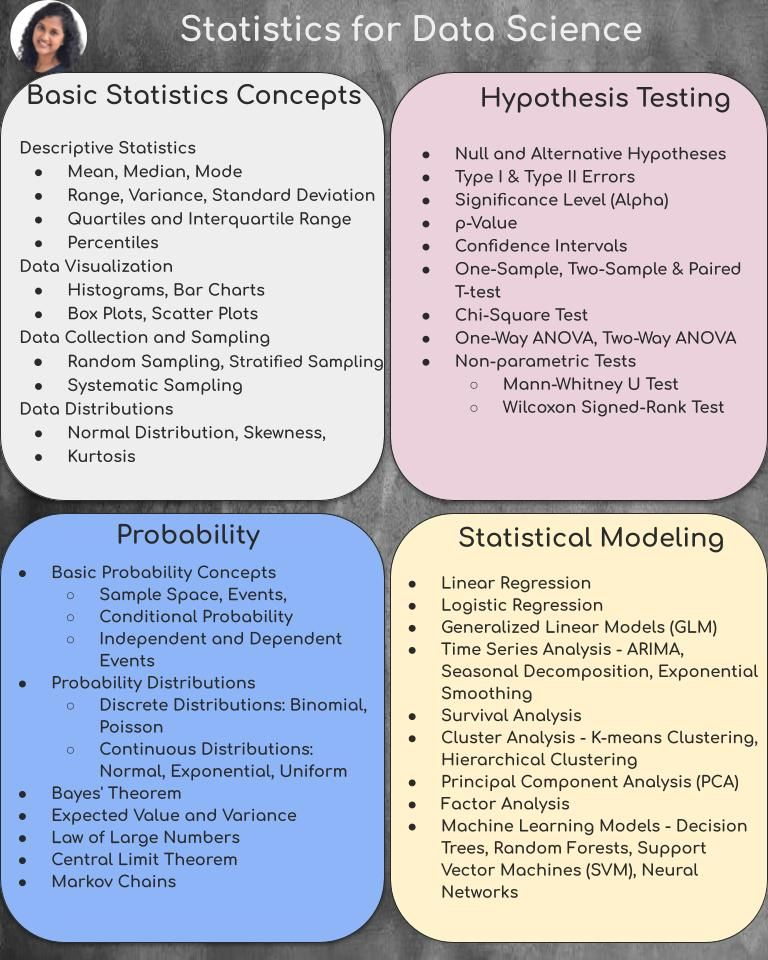 Statistics for Data Science
Basic Statistics Concepts
Descriptive Statistics
● Mean, Median, Mode
● Range, Variance, Standard Deviation
● Quartiles and Interquartile Range
● Percentiles
Data Visualization
● Histograms, Bar Charts
● Box Plots, Scatter Plots
Data Collection and Sampling
● Random Sampling, Stratified Sampling
● Systematic Sampling
Data Distributions
● Normal Distribution, Skewness,
● Kurtosis
Hypothesis Testing
● Null and Alternative Hypotheses
● Type I & Type II Errors
● Significance Level (Alpha)
● p-Value
● Confidence Intervals
● One-Sample, Two-Sample & Paired
T-test
● Chi-Square Test
● One-Way ANOVA, Two-Way ANOVA
● Non-parametric Tests
○ Mann-Whitney U Test
○ Wilcoxon Signed-Rank Test
Probability
● Basic Probability Concepts
○ Sample Space, Events,
○ Conditional Probability
○ Independent and Dependent
Events
● Probability Distributions
○ Discrete Distributions: Binomial,
Poisson
○ Continuous Distributions:
Normal, Exponential, Uniform
● Bayes' Theorem
● Expected Value and Variance
● Law of Large Numbers
● Central Limit Theorem
● Markov Chains
Statistical Modeling
● Linear Regression
● Logistic Regression
● Generalized Linear Models (GLM)
● Time Series Analysis - ARIMA,
Seasonal Decomposition, Exponential
Smoothing
● Survival Analysis
● Cluster Analysis - K-means Clustering,
Hierarchical Clustering
● Principal Component Analysis (PCA)
● Factor Analysis
● Machine Learning Models - Decision
Trees, Random Forests, Support
Vector Machines (SVM), Neural
Networks